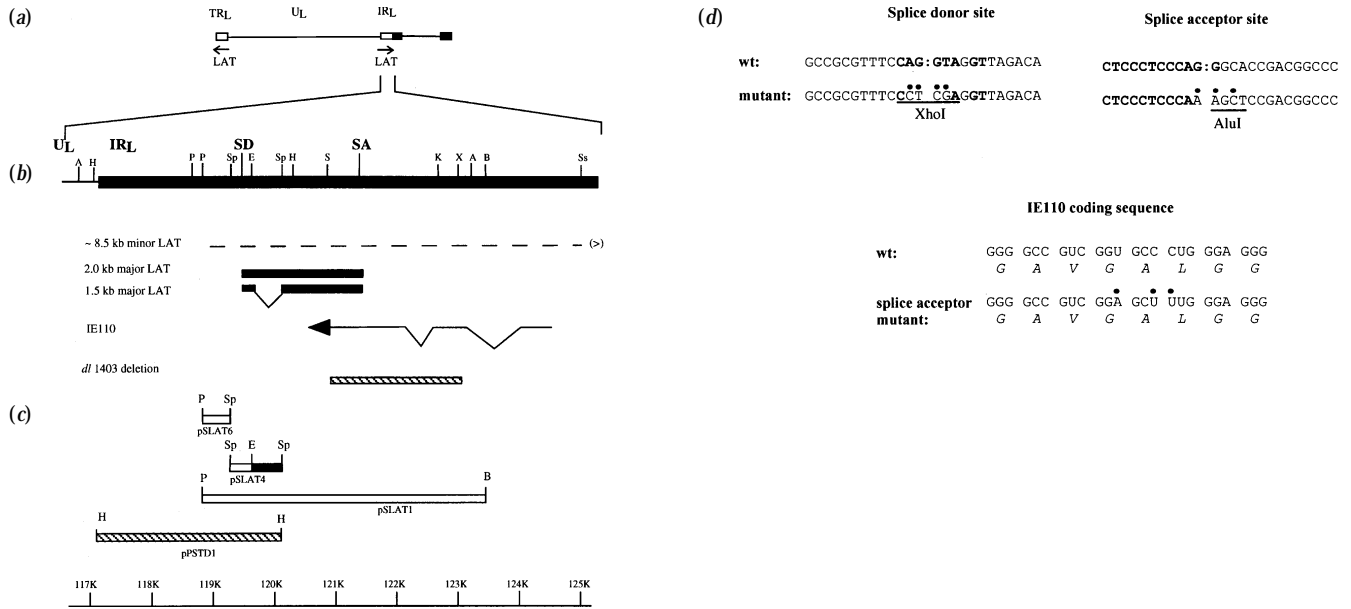 (a)
TRL UL IRL
LAT LAT
UL IRL SD SA
A H P P Sp E Sp H S K X A B Ss
(b)
~ 8.5 kb minor LAT (>)
2.0 kb major LAT
1.5 kb major LAT
IE110
dl 1403 deletion
(c)
P Sp
pSLAT6
Sp E Sp
pSLAT4
P B
pSLAT1
H H
pPSTD1
117K 118K 119K 120K 121K 122K 123K 124K 125K
(d)
Splice donor site
wt: GCCGCGTTTCCAG:GTAGGTTAGACA
mutant: GCCGCGTTTCCCT CGAGGTTAGACA
XhoI
Splice acceptor site
CTCCCTCCCAG:GGCACCGACGGCCC
CTCCCTCCCAA AGCTCCGACGGCCC
AluI
IE110 coding sequence
wt: GGG GCC GUC GGU GCC CUG GGA GGG
G A V G A L G G
splice acceptor GGG GCC GUC GGA GCU UUG GGA GGG
mutant: G A V G A L G G